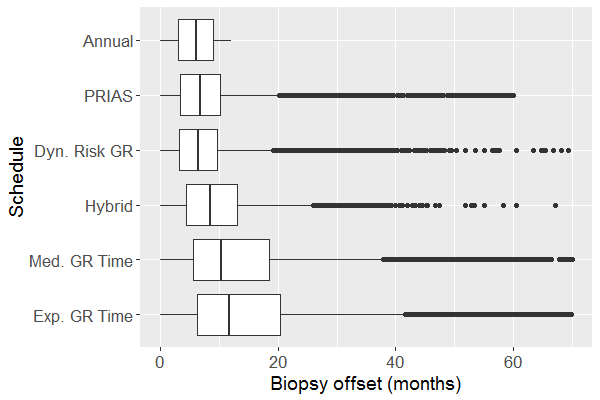 Annual
PRIAS
Dyn. Risk GR
Hybrid
Med. GR Time
Exp. GR Time
Schedule
0 20 40 60
Biopsy offset (months)